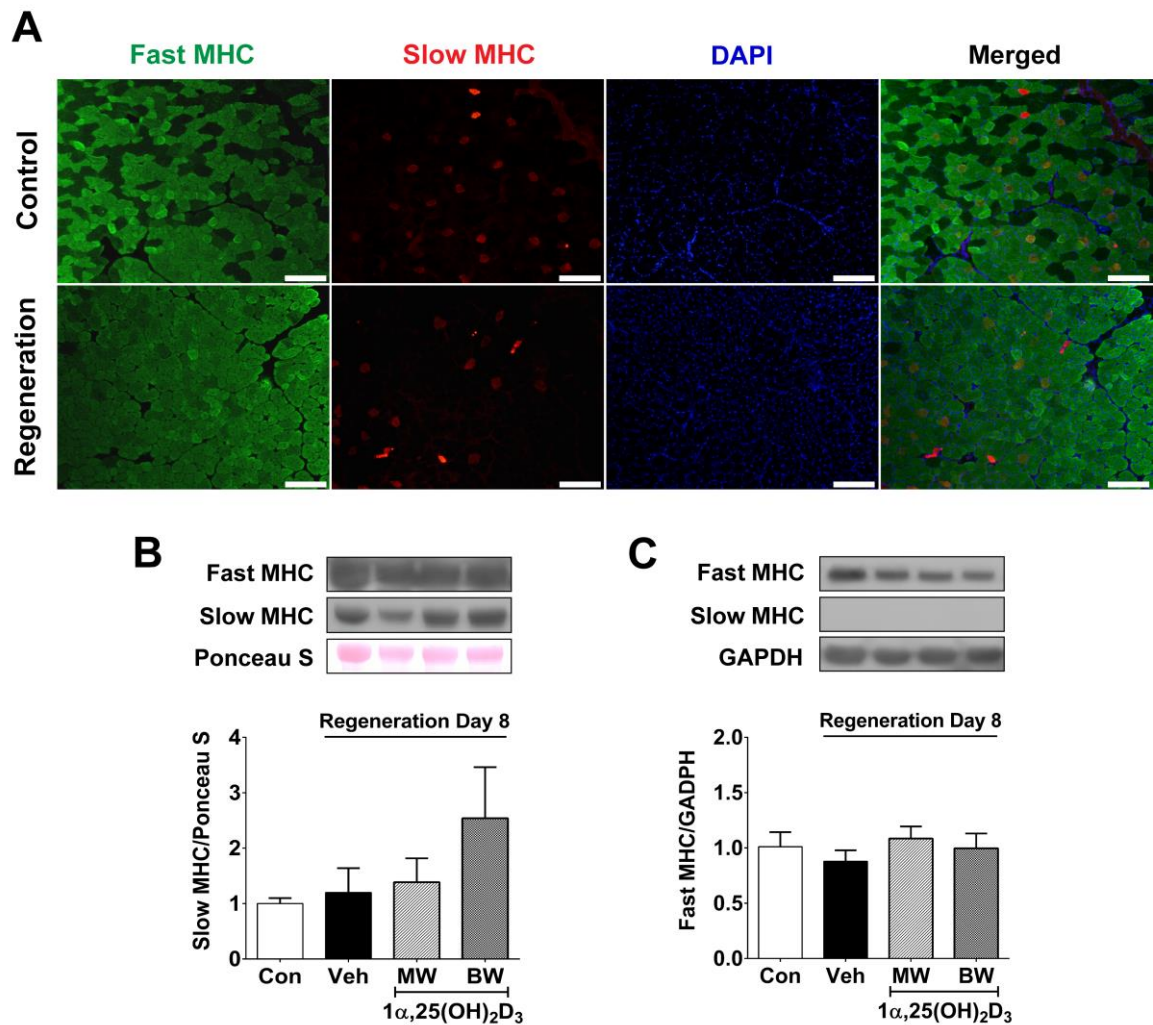 A
Fast MHC Slow MHC DAPI Merged
Control
Regeneration
B
Fast MHC
Slow MHC
Ponceau S
Regeneration Day 8
Slow MHC/Ponceau S
4
3
2
1
0
Con Veh MW BW
1α,25(OH)₂D₃
C
Fast MHC
Slow MHC
GAPDH
Regeneration Day 8
Fast MHC/GADPH
2.0
1.5
1.0
0.5
0.0
Con Veh MW BW
1α,25(OH)₂D₃